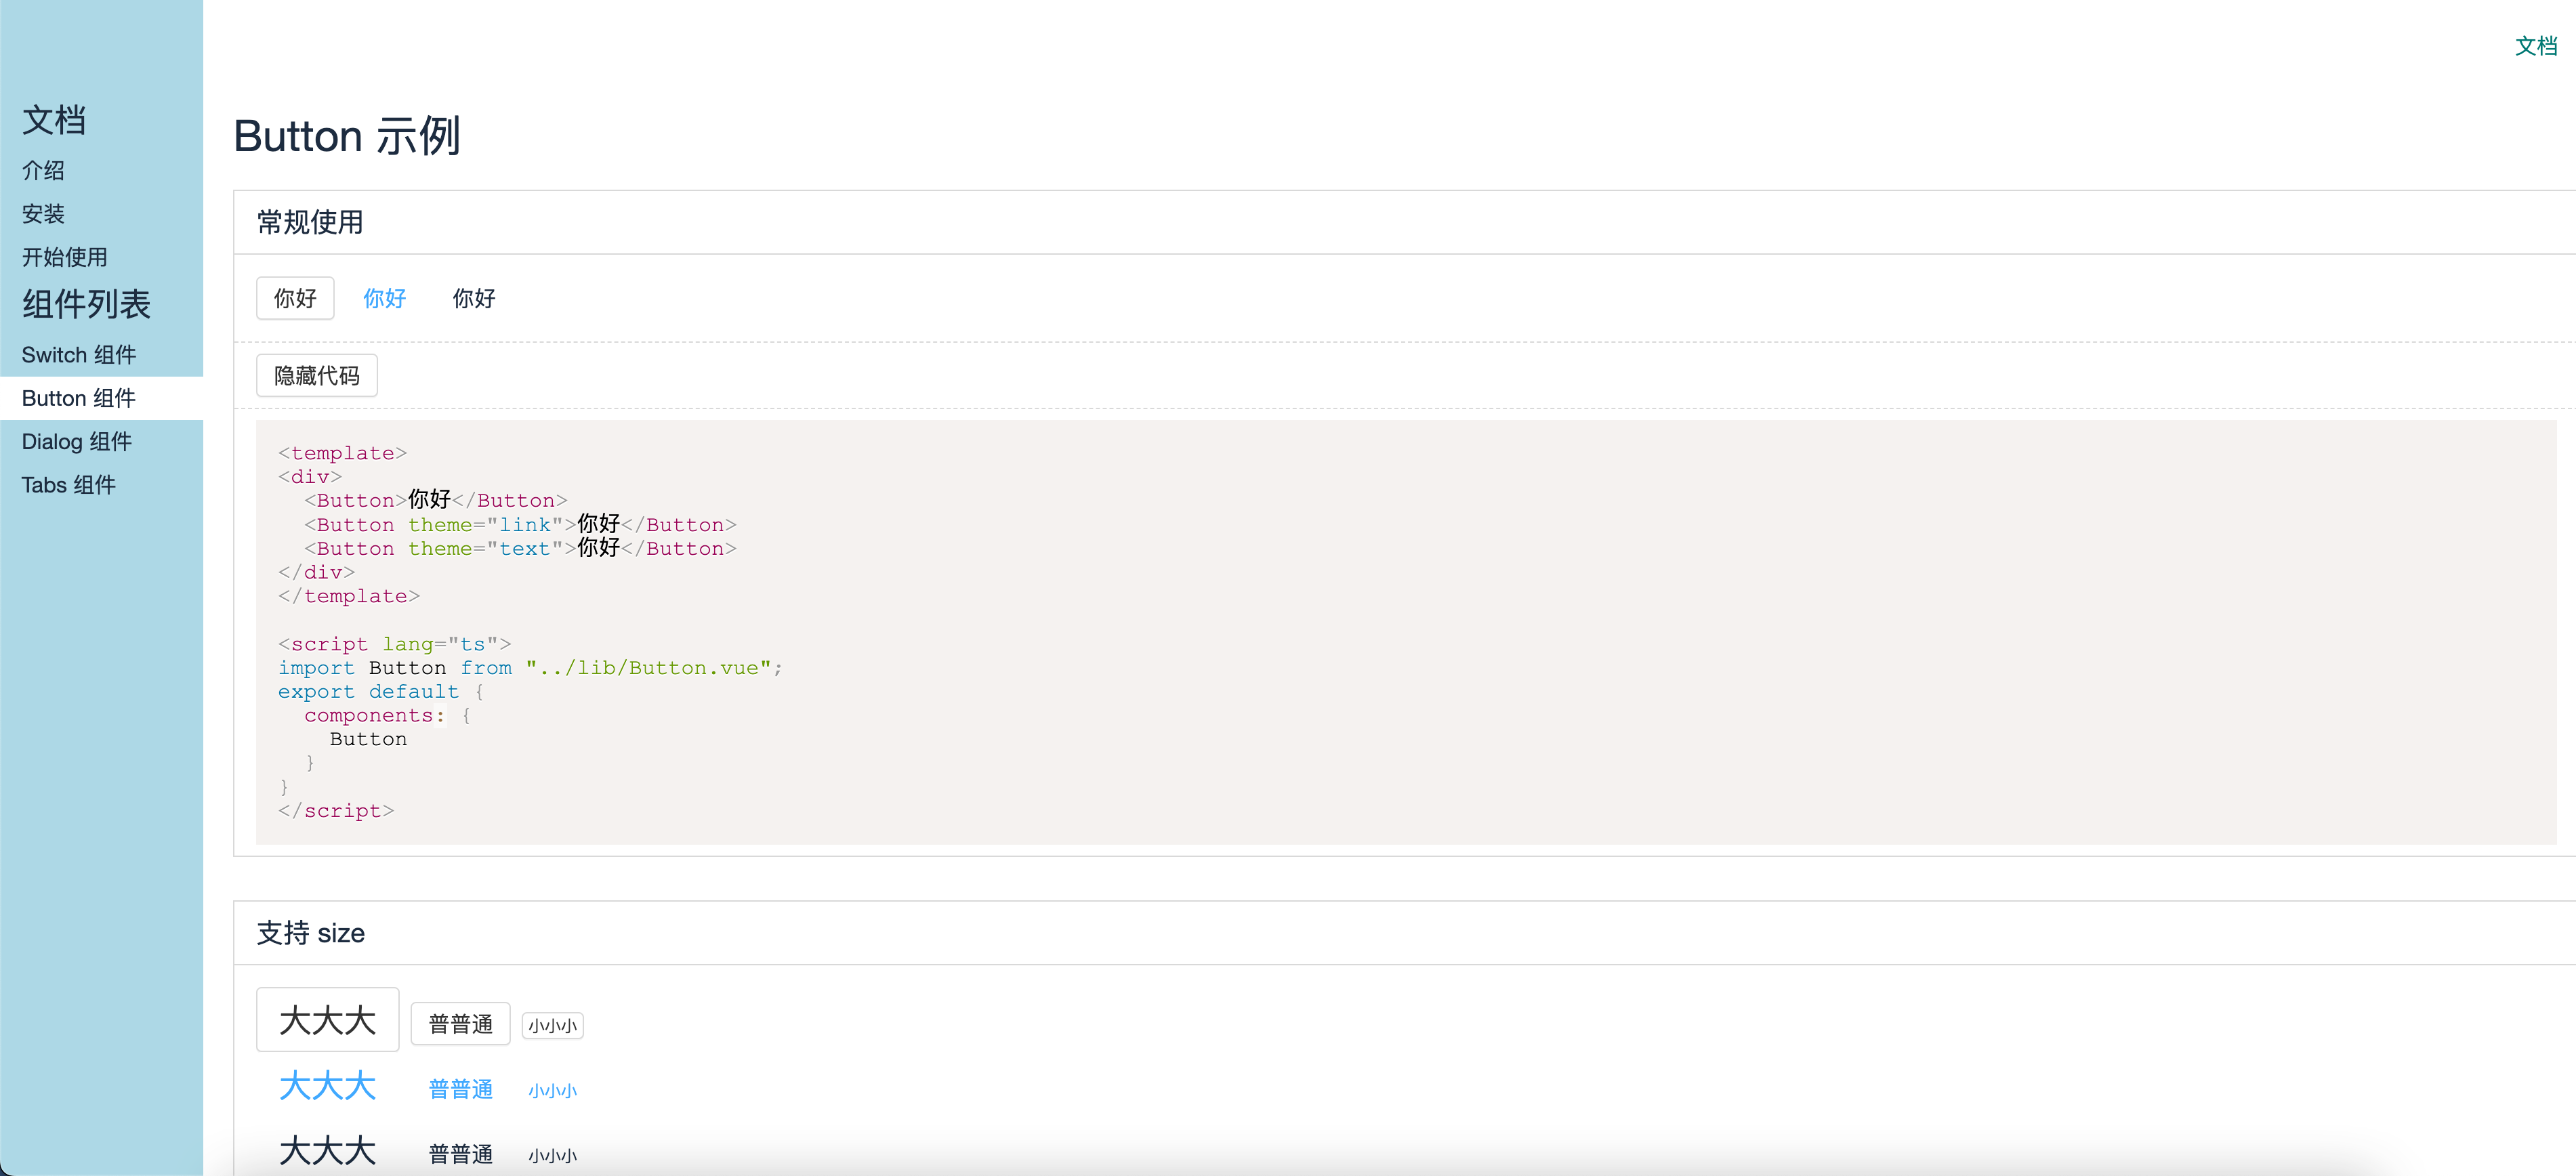 文档
文档
介绍
安装
开始使用
组件列表
Switch 组件
Button 组件
Dialog 组件
Tabs 组件
Button 示例
常规使用
你好 你好 你好
隐藏代码
<template>
<div>
  <Button>你好</Button>
  <Button theme="link">你好</Button>
  <Button theme="text">你好</Button>
</div>
</template>

<script lang="ts">
import Button from "../lib/Button.vue";
export default {
  components: {
    Button
  }
}
</script>
支持 size
大大大 普普通 小小小
大大大 普普通 小小小
大大大 普普通 小小小